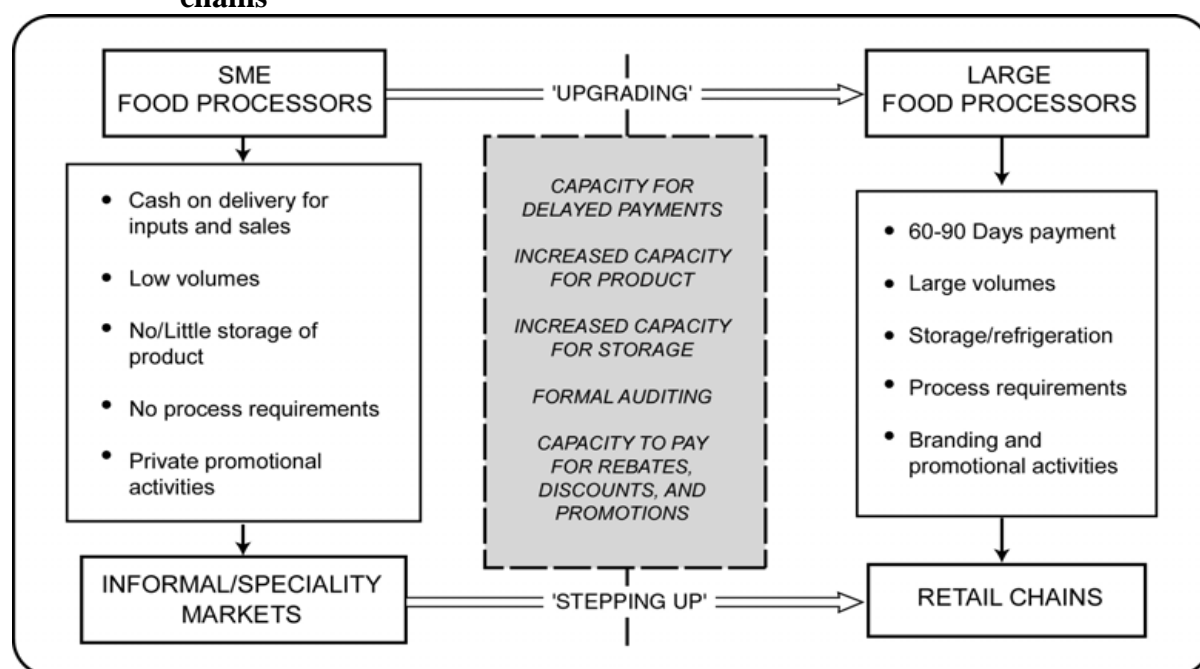 chains
SME
FOOD PROCESSORS
'UPGRADING'
LARGE
FOOD PROCESSORS
• Cash on delivery for
inputs and sales
• Low volumes
• No/Little storage of
product
• No process requirements
• Private promotional
activities
CAPACITY FOR
DELAYED PAYMENTS
INCREASED CAPACITY
FOR PRODUCT
INCREASED CAPACITY
FOR STORAGE
FORMAL AUDITING
CAPACITY TO PAY
FOR REBATES,
DISCOUNTS, AND
PROMOTIONS
• 60-90 Days payment
• Large volumes
• Storage/refrigeration
• Process requirements
• Branding and
promotional activities
INFORMAL/SPECIALITY
MARKETS
'STEPPING UP'
RETAIL CHAINS